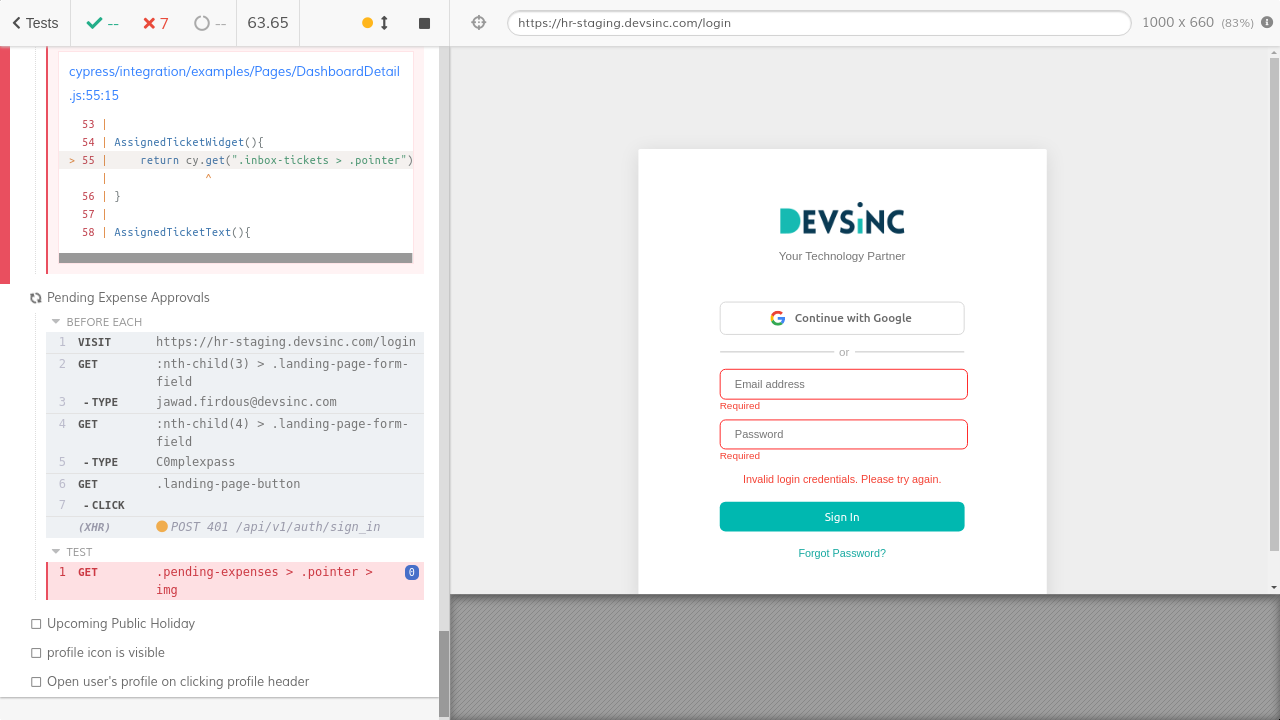 Tests
--
7
--
63.65
https://hr-staging.devsinc.com/login
1000 x 660 (83%)
cypress/integration/examples/Pages/DashboardDetail
.js:55:15
53 |
54 | AssignedTicketWidget(){
> 55 |     return cy.get(".inbox-tickets > .pointer")
|               ^
56 | }
57 |
58 | AssignedTicketText(){
Pending Expense Approvals
BEFORE EACH
1 VISIT https://hr-staging.devsinc.com/login
2 GET :nth-child(3) > .landing-page-form-
field
3 -TYPE jawad.firdous@devsinc.com
4 GET :nth-child(4) > .landing-page-form-
field
5 -TYPE C0mplexpass
6 GET .landing-page-button
7 -CLICK
(XHR) POST 401 /api/v1/auth/sign_in
TEST
1 GET .pending-expenses > .pointer > 0
img
Upcoming Public Holiday
profile icon is visible
Open user's profile on clicking profile header
DEVSINC
Your Technology Partner
Continue with Google
or
Email address
Required
Password
Required
Invalid login credentials. Please try again.
Sign In
Forgot Password?